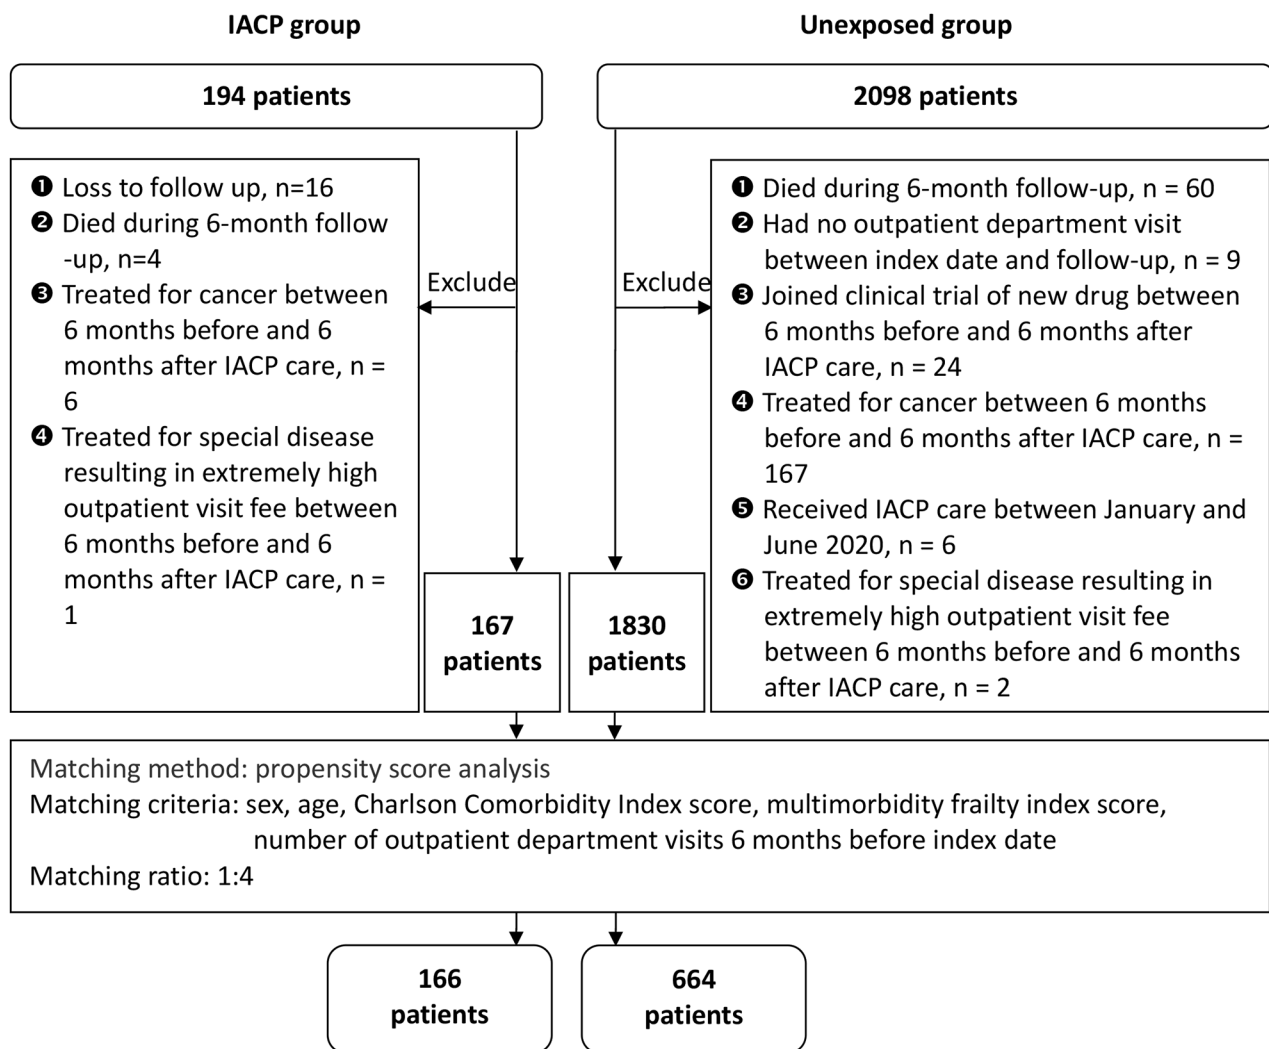 IACP group
Unexposed group
194 patients
2098 patients
❶ Loss to follow up, n=16
❷ Died during 6-month follow
-up, n=4
❸ Treated for cancer between
6 months before and 6
months after IACP care, n =
6
❹ Treated for special disease
resulting in extremely high
outpatient visit fee between
6 months before and 6
months after IACP care, n =
1
Exclude
Exclude
❶ Died during 6-month follow-up, n = 60
❷ Had no outpatient department visit
between index date and follow-up, n = 9
❸ Joined clinical trial of new drug between
6 months before and 6 months after
IACP care, n = 24
❹ Treated for cancer between 6 months
before and 6 months after IACP care, n =
167
❺ Received IACP care between January and
June 2020, n = 6
❻ Treated for special disease resulting in
extremely high outpatient visit fee
between 6 months before and 6 months
after IACP care, n = 2
167
patients
1830
patients
Matching method: propensity score analysis
Matching criteria: sex, age, Charlson Comorbidity Index score, multimorbidity frailty index score,
number of outpatient department visits 6 months before index date
Matching ratio: 1:4
166
patients
664
patients